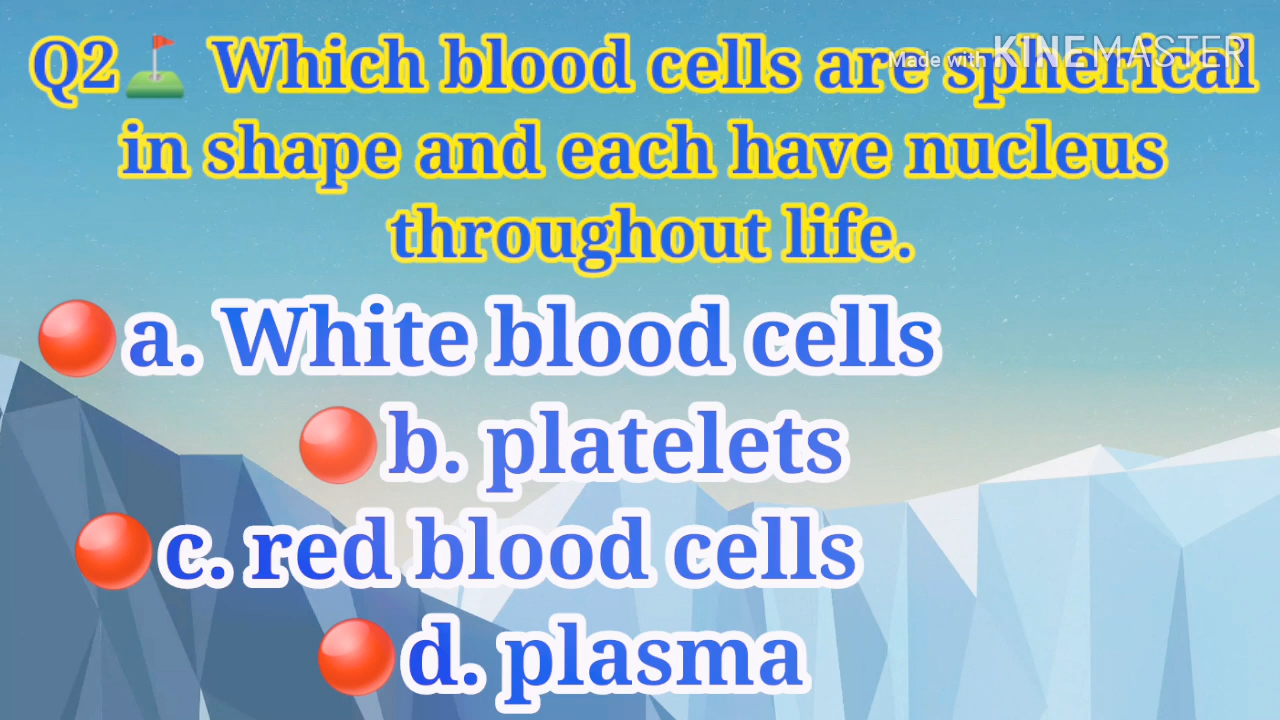 Q2⛳ Which blood cells are spherical
Made with KINEMASTER
in shape and each have nucleus
throughout life.
a. White blood cells
b. platelets
c. red blood cells
d. plasma